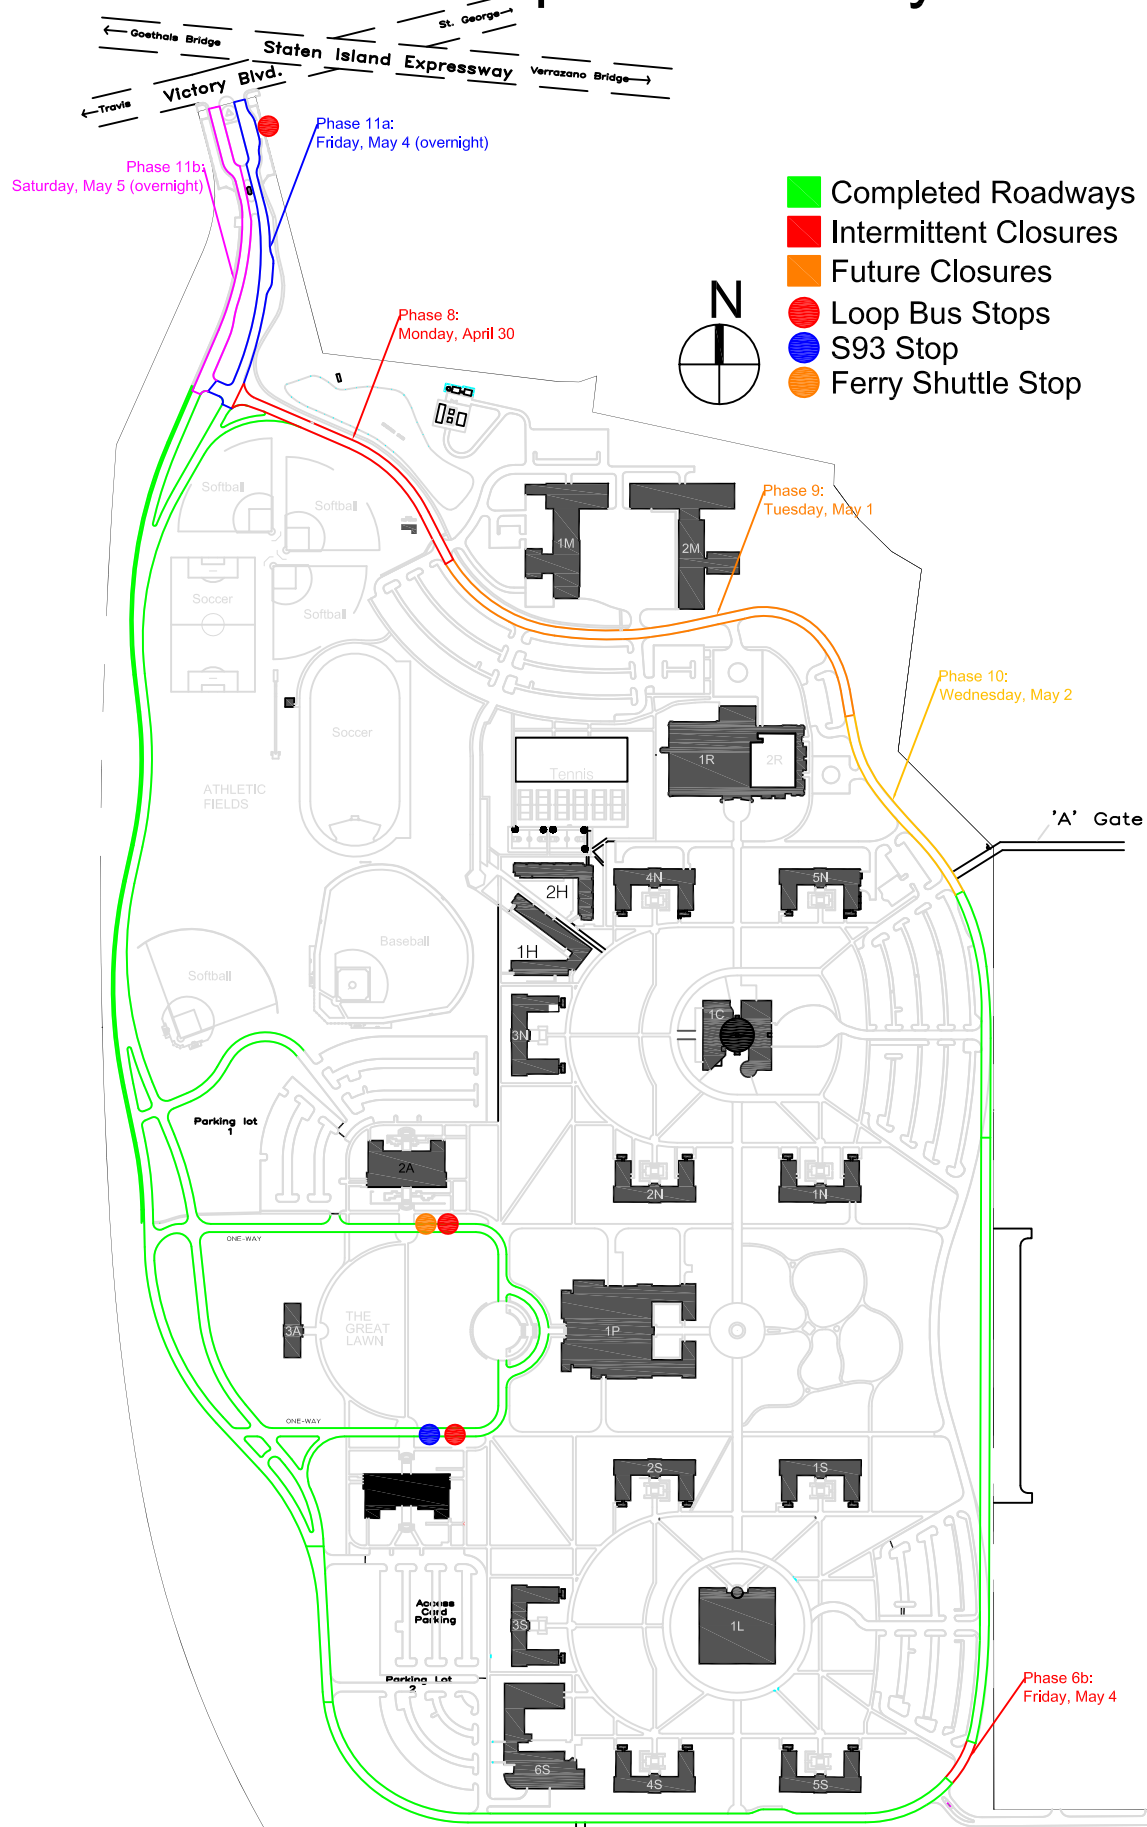 St. George
Goethals Bridge
Staten Island Expressway
Verrazano Bridge
Victory Blvd.
Travis
Phase 11a:
Friday, May 4 (overnight)
Phase 11b:
Saturday, May 5 (overnight)
Completed Roadways
Intermittent Closures
Future Closures
Loop Bus Stops
S93 Stop
Ferry Shuttle Stop
N
Phase 8:
Monday, April 30
Softball
Softball
Phase 9:
Tuesday, May 1
1M
2M
Soccer
Softball
Phase 10:
Wednesday, May 2
Soccer
1R
2R
Tennis
ATHLETIC
FIELDS
'A' Gate
4N
5N
2H
1H
Baseball
Softball
1C
3N
Parking lot
1
2A
2N
1N
ONE-WAY
THE
GREAT
LAWN
3A
1P
ONE-WAY
2S
1S
Access
Card
Parking
3S
1L
Parking Lot
2
Phase 6b:
Friday, May 4
6S
4S
5S